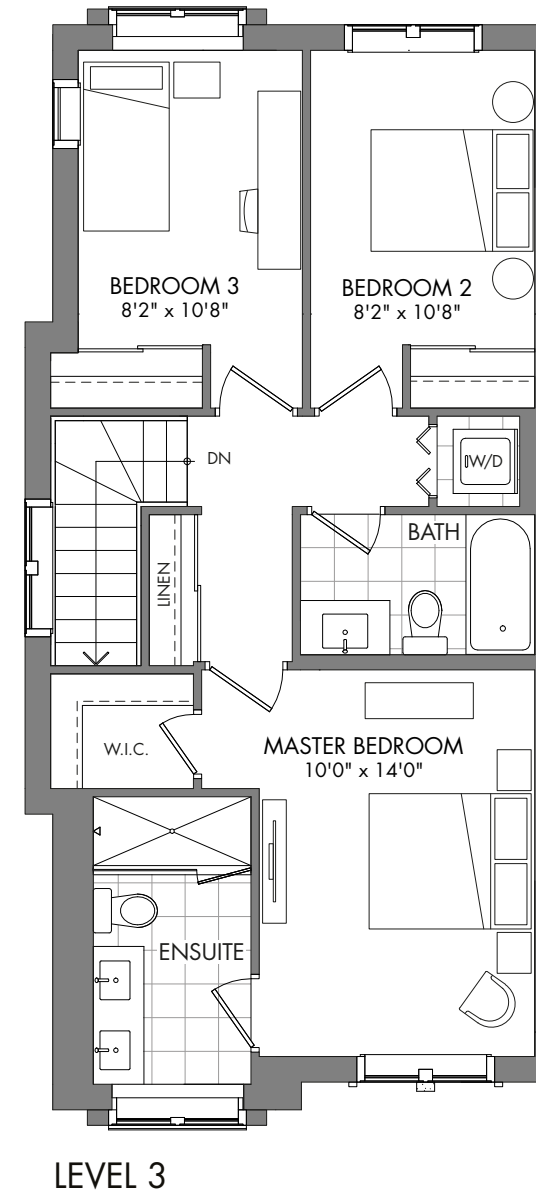 BEDROOM 3
8'2" x 10'8"
BEDROOM 2
8'2" x 10'8"
DN
W/D
BATH
LINEN
W.I.C.
MASTER BEDROOM
10'0" x 14'0"
ENSUITE
LEVEL 3